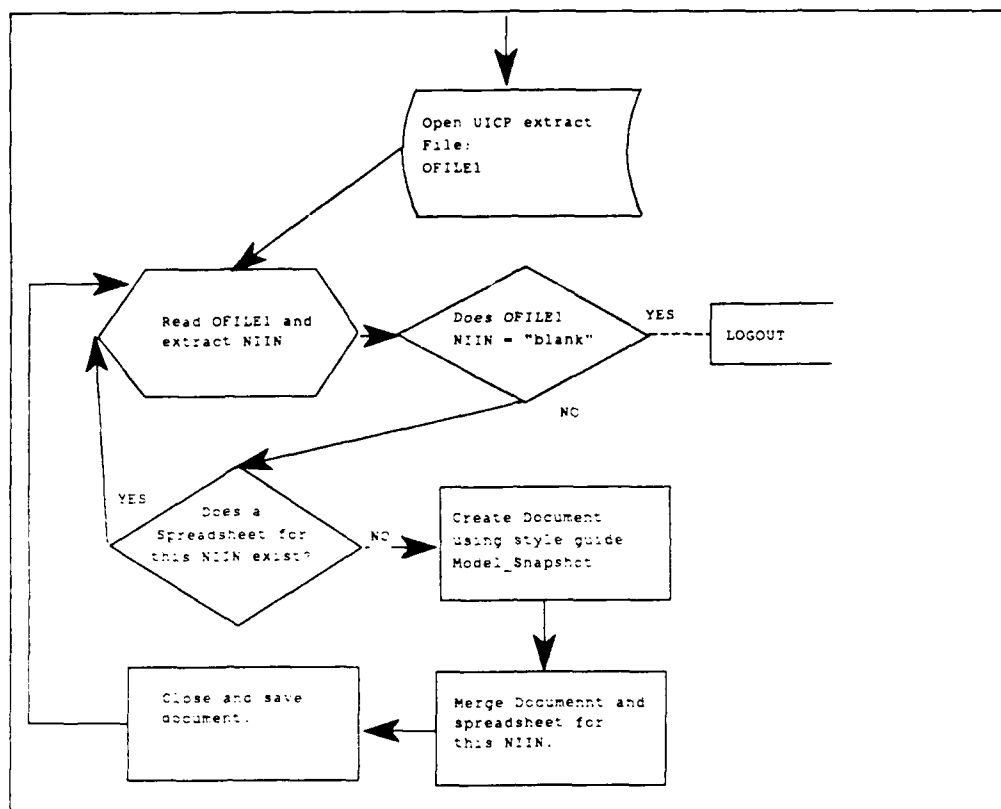 Open UICP extract
File:
OFILE1
Read OFILE1 and
extract NIIN
Does OFILE1
NIIN = "blank"
YES
LOGOUT
NO
YES
Does a
Spreadsheet for
this NIIN exist?
NO
Create Document
using style guide
Model_Snapshot
Close and save
document.
Merge Documennt and
spreadsheet for
this NIIN.